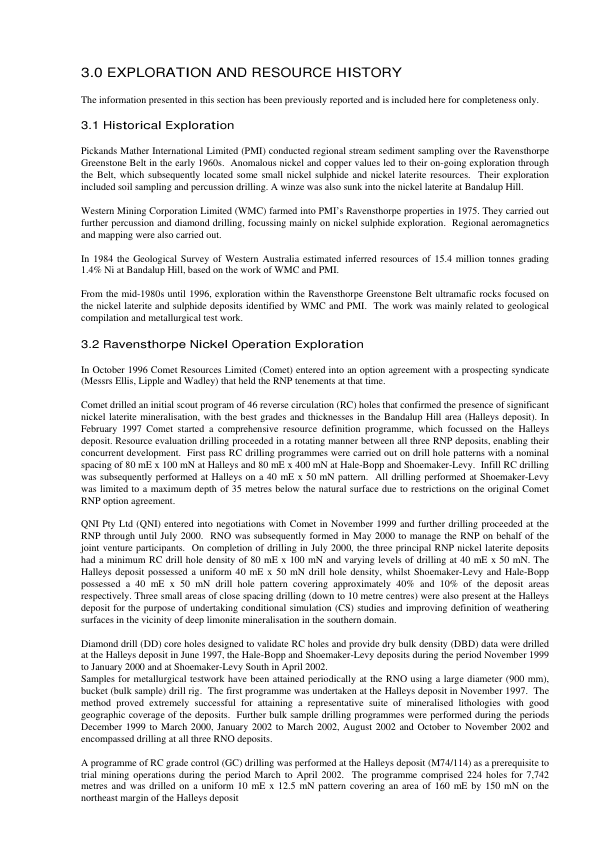 3.0 EXPLORATION AND RESOURCE HISTORY
The information presented in this section has been previously reported and is included here for completeness only.
3.1 Historical Exploration
Pickands Mather International Limited (PMI) conducted regional stream sediment sampling over the Ravensthorpe
Greenstone Belt in the early 1960s. Anomalous nickel and copper values led to their on-going exploration through
the Belt, which subsequently located some small nickel sulphide and nickel laterite resources. Their exploration
included soil sampling and percussion drilling. A winze was also sunk into the nickel laterite at Bandalup Hill.
Western Mining Corporation Limited (WMC) farmed into PMI's Ravensthorpe properties in 1975. They carried out
further percussion and diamond drilling, focussing mainly on nickel sulphide exploration. Regional aeromagnetics
and mapping were also carried out.
In 1984 the Geological Survey of Western Australia estimated inferred resources of 15.4 million tonnes grading
1.4% Ni at Bandalup Hill, based on the work of WMC and PMI.
From the mid-1980s until 1996, exploration within the Ravensthorpe Greenstone Belt ultramafic rocks focused on
the nickel laterite and sulphide deposits identified by WMC and PMI. The work was mainly related to geological
compilation and metallurgical test work.
3.2 Ravensthorpe Nickel Operation Exploration
In October 1996 Comet Resources Limited (Comet) entered into an option agreement with a prospecting syndicate
(Messrs Ellis, Lipple and Wadley) that held the RNP tenements at that time.
Comet drilled an initial scout program of 46 reverse circulation (RC) holes that confirmed the presence of significant
nickel laterite mineralisation, with the best grades and thicknesses in the Bandalup Hill area (Halleys deposit). In
February 1997 Comet started a comprehensive resource definition programme, which focussed on the Halleys
deposit. Resource evaluation drilling proceeded in a rotating manner between all three RNP deposits, enabling their
concurrent development. First pass RC drilling programmes were carried out on drill hole patterns with a nominal
spacing of 80 mE x 100 mN at Halleys and 80 mE x 400 mN at Hale-Bopp and Shoemaker-Levy. Infill RC drilling
was subsequently performed at Halleys on a 40 mE x 50 mN pattern. All drilling performed at Shoemaker-Levy
was limited to a maximum depth of 35 metres below the natural surface due to restrictions on the original Comet
RNP option agreement.
QNI Pty Ltd (QNI) entered into negotiations with Comet in November 1999 and further drilling proceeded at the
RNP through until July 2000. RNO was subsequently formed in May 2000 to manage the RNP on behalf of the
joint venture participants. On completion of drilling in July 2000, the three principal RNP nickel laterite deposits
had a minimum RC drill hole density of 80 mE x 100 mN and varying levels of drilling at 40 mE x 50 mN. The
Halleys deposit possessed a uniform 40 mE x 50 mN drill hole density, whilst Shoemaker-Levy and Hale-Bopp
possessed a 40 mE x 50 mN drill hole pattern covering approximately 40% and 10% of the deposit areas
respectively. Three small areas of close spacing drilling (down to 10 metre centres) were also present at the Halleys
deposit for the purpose of undertaking conditional simulation (CS) studies and improving definition of weathering
surfaces in the vicinity of deep limonite mineralisation in the southern domain.
Diamond drill (DD) core holes designed to validate RC holes and provide dry bulk density (DBD) data were drilled
at the Halleys deposit in June 1997, the Hale-Bopp and Shoemaker-Levy deposits during the period November 1999
to January 2000 and at Shoemaker-Levy South in April 2002.
Samples for metallurgical testwork have been attained periodically at the RNO using a large diameter (900 mm),
bucket (bulk sample) drill rig. The first programme was undertaken at the Halleys deposit in November 1997. The
method proved extremely successful for attaining a representative suite of mineralised lithologies with good
geographic coverage of the deposits. Further bulk sample drilling programmes were performed during the periods
December 1999 to March 2000, January 2002 to March 2002, August 2002 and October to November 2002 and
encompassed drilling at all three RNO deposits.
A programme of RC grade control (GC) drilling was performed at the Halleys deposit (M74/114) as a prerequisite to
trial mining operations during the period March to April 2002. The programme comprised 224 holes for 7,742
metres and was drilled on a uniform 10 mE x 12.5 mN pattern covering an area of 160 mE by 150 mN on the
northeast margin of the Halleys deposit